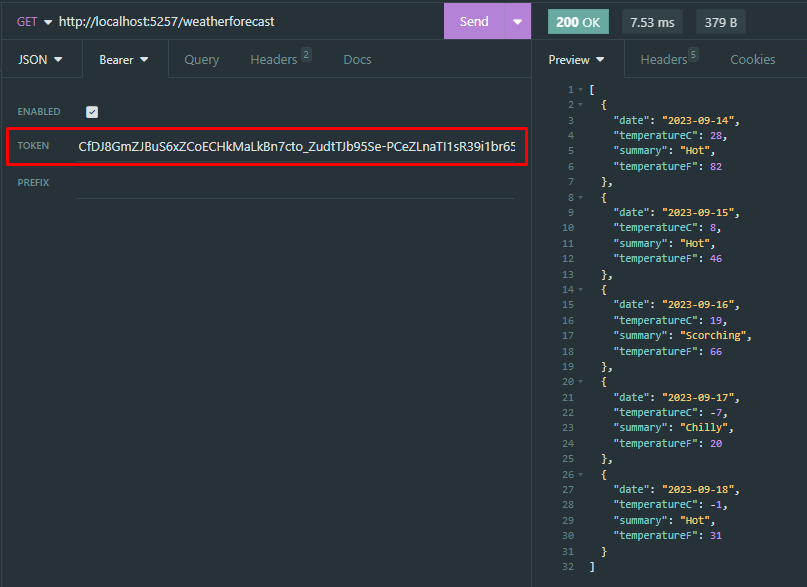 GET http://localhost:5257/weatherforecast Send 200 OK 7.53 ms 379 B
JSON Bearer Query Headers 2 Docs
Preview Headers 5 Cookies
ENABLED
TOKEN CfDJ8GmZJBuS6xZCoECHkMaLkBn7cto_ZudtTJb95Se-PCeZLnaTI1sR39i1br65
PREFIX
1 [
2 {
3 "date": "2023-09-14",
4 "temperatureC": 28,
5 "summary": "Hot",
6 "temperatureF": 82
7 },
8 {
9 "date": "2023-09-15",
10 "temperatureC": 8,
11 "summary": "Hot",
12 "temperatureF": 46
13 },
14 {
15 "date": "2023-09-16",
16 "temperatureC": 19,
17 "summary": "Scorching",
18 "temperatureF": 66
19 },
20 {
21 "date": "2023-09-17",
22 "temperatureC": -7,
23 "summary": "Chilly",
24 "temperatureF": 20
25 },
26 {
27 "date": "2023-09-18",
28 "temperatureC": -1,
29 "summary": "Hot",
30 "temperatureF": 31
31 }
32 ]